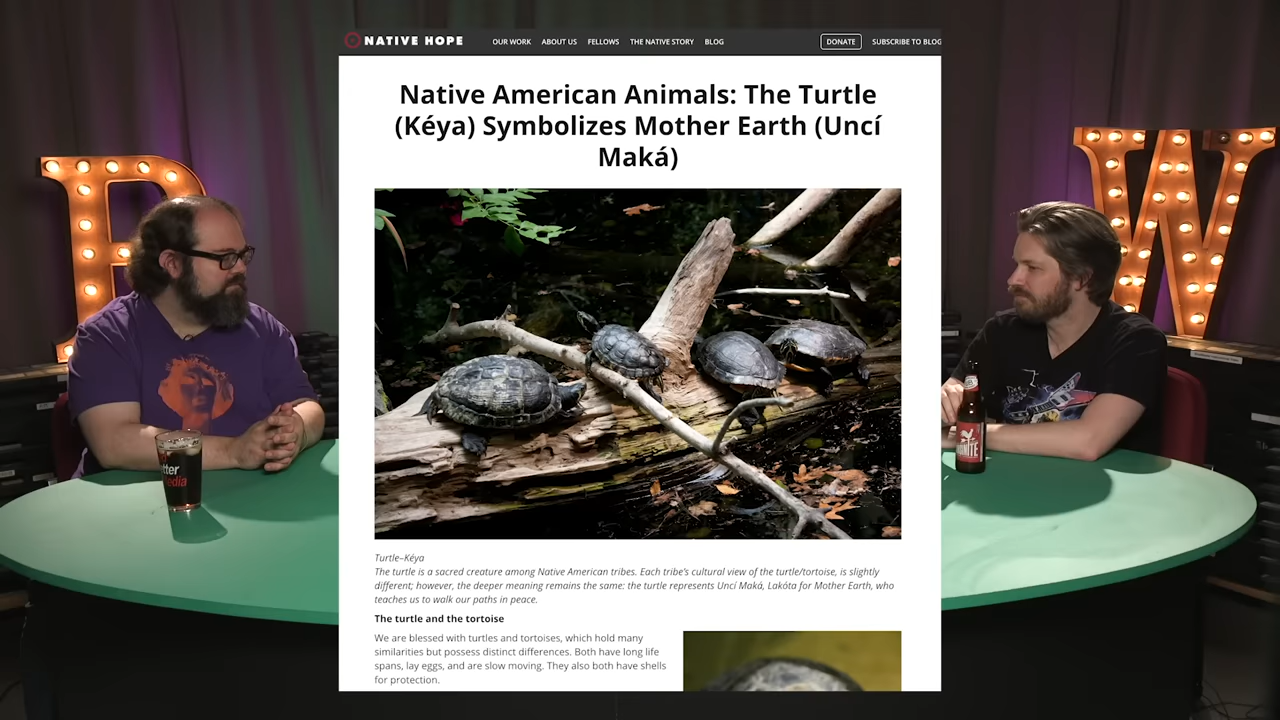 NATIVE HOPE
OUR WORK ABOUT US FELLOWS THE NATIVE STORY BLOG DONATE SUBSCRIBE TO BLOG
Native American Animals: The Turtle
(Kéya) Symbolizes Mother Earth (Uncí
Maká)
Turtle–Kéya
The turtle is a sacred creature among Native American tribes. Each tribe's cultural view of the turtle/tortoise, is slightly
different; however, the deeper meaning remains the same: the turtle represents Uncí Maká, Lakóta for Mother Earth, who
teaches us to walk our paths in peace.
The turtle and the tortoise
We are blessed with turtles and tortoises, which hold many
similarities but possess distinct differences. Both have long life
spans, lay eggs, and are slow moving. They also both have shells
for protection.
W
tter
edia